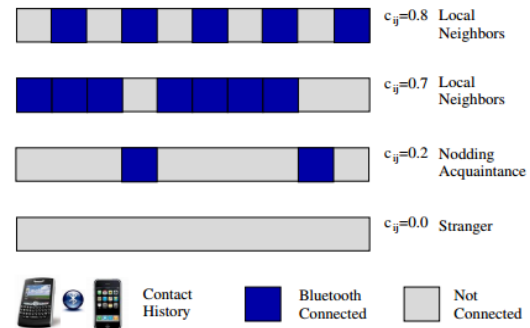 c_ij=0.8 Local
Neighbors
c_ij=0.7 Local
Neighbors
c_ij=0.2 Nodding
Acquaintance
c_ij=0.0 Stranger
Contact
History
Bluetooth
Connected
Not
Connected